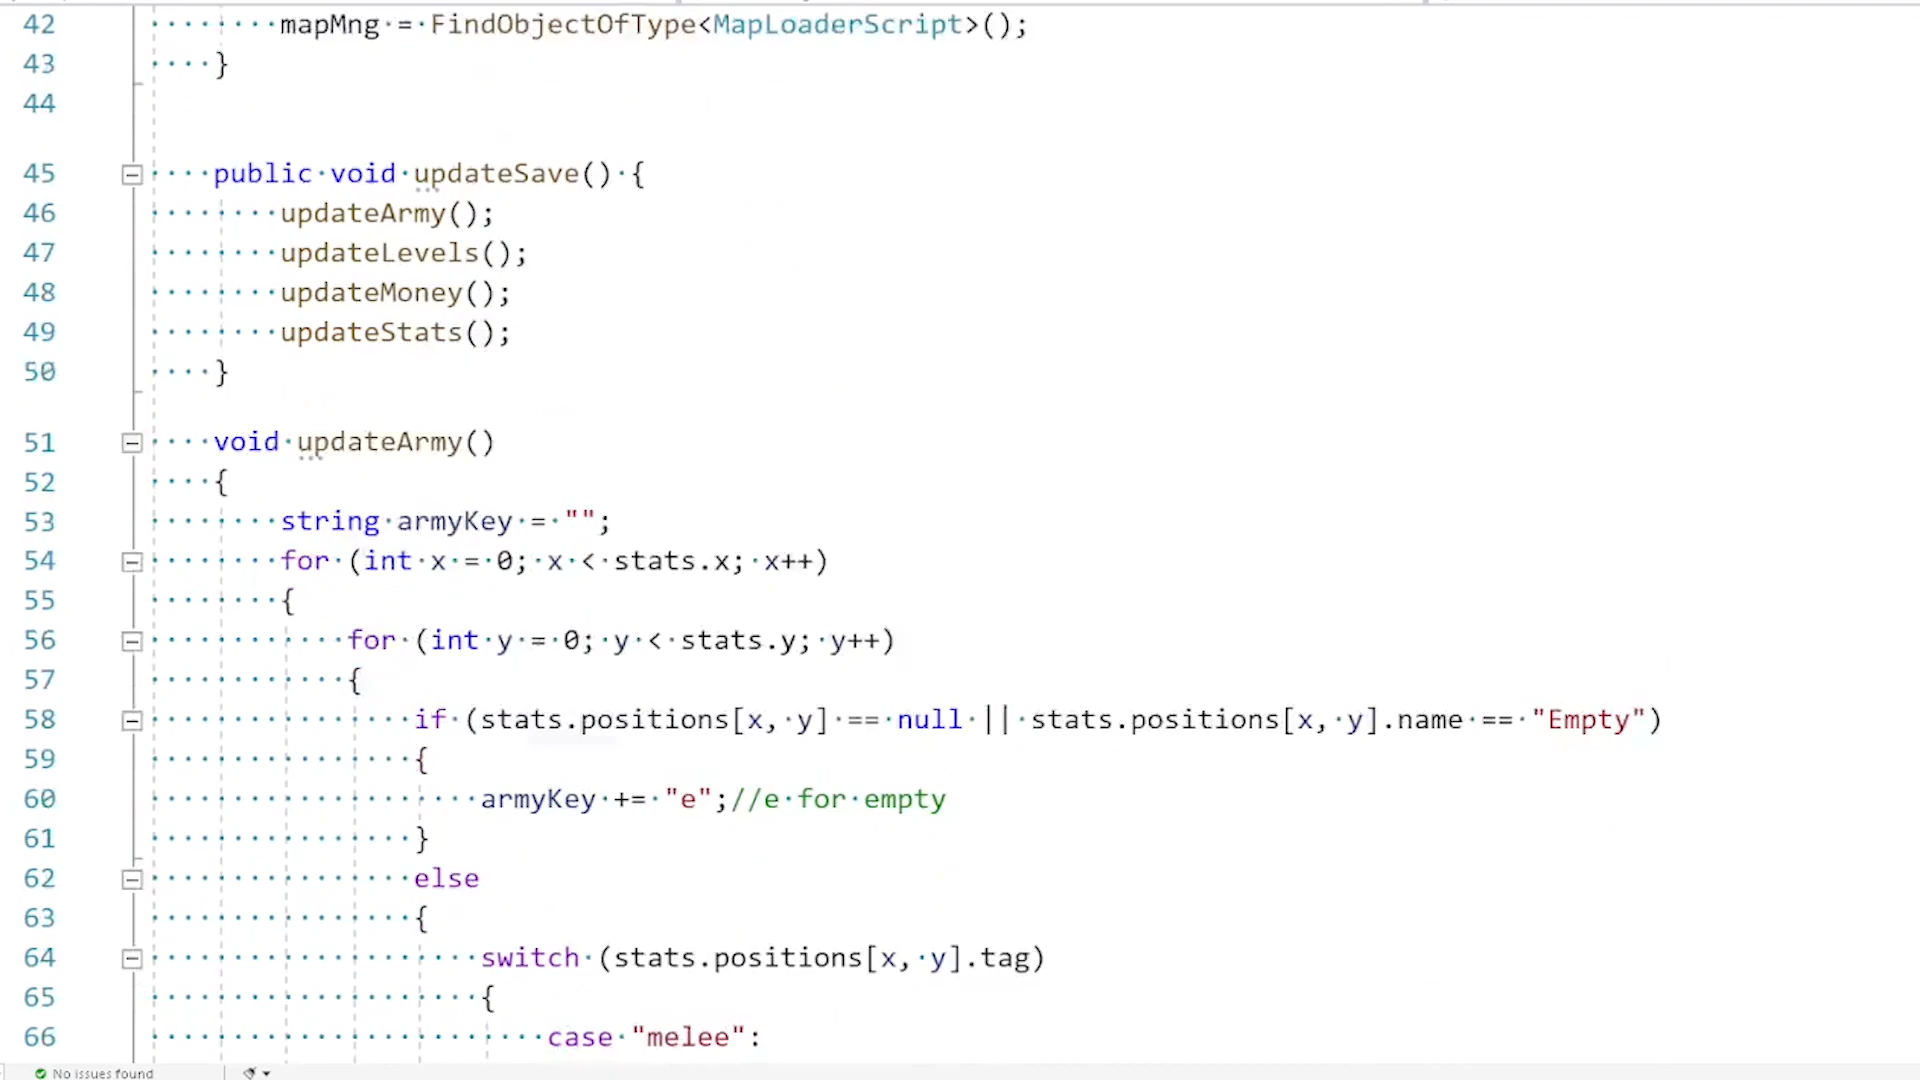 42 mapMng = FindObjectOfType<MapLoaderScript>();
43 }
44
45 public void updateSave() {
46 updateArmy();
47 updateLevels();
48 updateMoney();
49 updateStats();
50 }
51 void updateArmy()
52 {
53 string armyKey = "";
54 for (int x = 0; x < stats.x; x++)
55 {
56 for (int y = 0; y < stats.y; y++)
57 {
58 if (stats.positions[x, y] == null || stats.positions[x, y].name == "Empty")
59 {
60 armyKey += "e";//e for empty
61 }
62 else
63 {
64 switch (stats.positions[x, y].tag)
65 {
66 case "melee":
No issues found